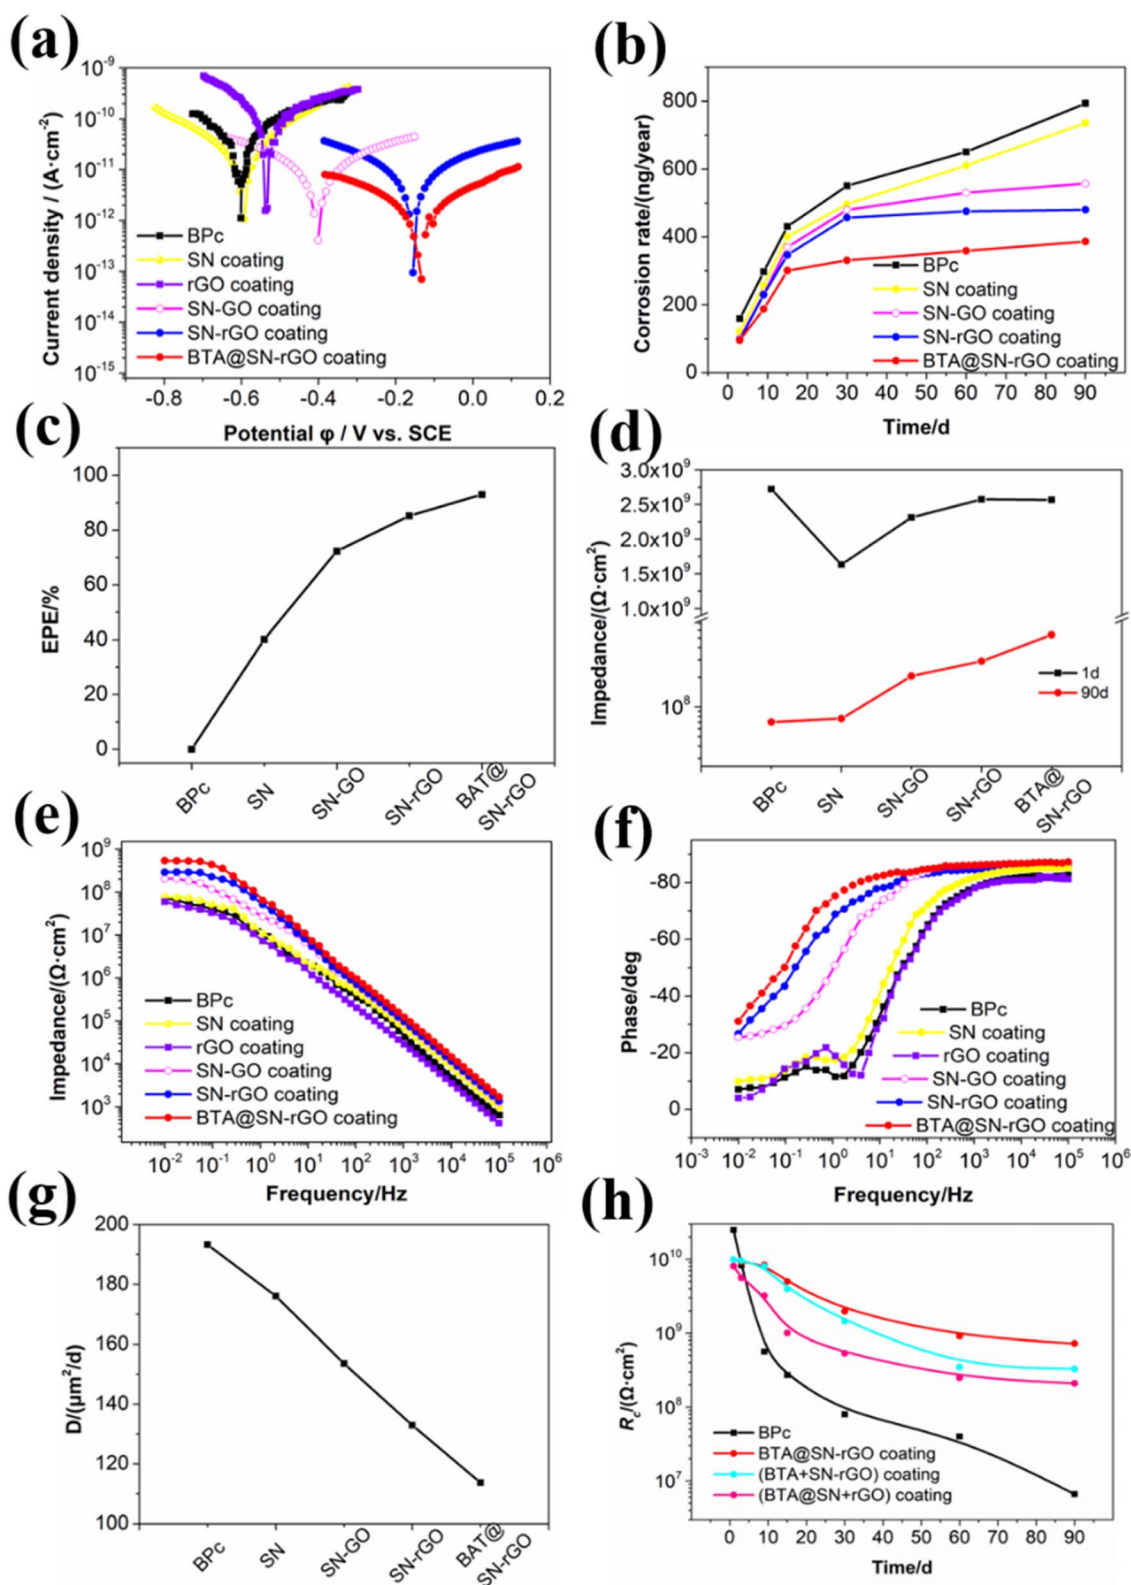 (a)
10⁻⁹
10⁻¹⁰
10⁻¹¹
10⁻¹²
10⁻¹³
10⁻¹⁴
10⁻¹⁵
Current density / (A·cm⁻²)
BPc
SN coating
rGO coating
SN-GO coating
SN-rGO coating
BTA@SN-rGO coating
-0.8 -0.6 -0.4 -0.2 0.0 0.2
Potential φ / V vs. SCE
(b)
800
600
400
200
0
Corrosion rate/(ng/year)
BPc
SN coating
SN-GO coating
SN-rGO coating
BTA@SN-rGO coating
0 10 20 30 40 50 60 70 80 90
Time/d
(c)
100
80
60
40
20
0
EPE/%
BPc
SN
SN-GO
SN-rGO
BAT@
SN-rGO
(d)
3.0x10⁹
2.5x10⁹
2.0x10⁹
1.5x10⁹
1.0x10⁹
10⁸
Impedance/(Ω·cm²)
1d
90d
BPc
SN
SN-GO
SN-rGO
BTA@
SN-rGO
(e)
10⁹
10⁸
10⁷
10⁶
10⁵
10⁴
10³
Impedance/(Ω·cm²)
BPc
SN coating
rGO coating
SN-GO coating
SN-rGO coating
BTA@SN-rGO coating
10⁻² 10⁻¹ 10⁰ 10¹ 10² 10³ 10⁴ 10⁵ 10⁶
Frequency/Hz
(f)
-80
-60
-40
-20
0
Phase/deg
BPc
SN coating
rGO coating
SN-GO coating
SN-rGO coating
BTA@SN-rGO coating
10⁻³ 10⁻² 10⁻¹ 10⁰ 10¹ 10² 10³ 10⁴ 10⁵ 10⁶
Frequency/Hz
(g)
200
180
160
140
120
100
D/(μm²/d)
BPc
SN
SN-GO
SN-rGO
BAT@
SN-rGO
(h)
10¹⁰
10⁹
10⁸
10⁷
R_c/(Ω·cm²)
BPc
BTA@SN-rGO coating
(BTA+SN-rGO) coating
(BTA@SN+rGO) coating
0 10 20 30 40 50 60 70 80 90
Time/d